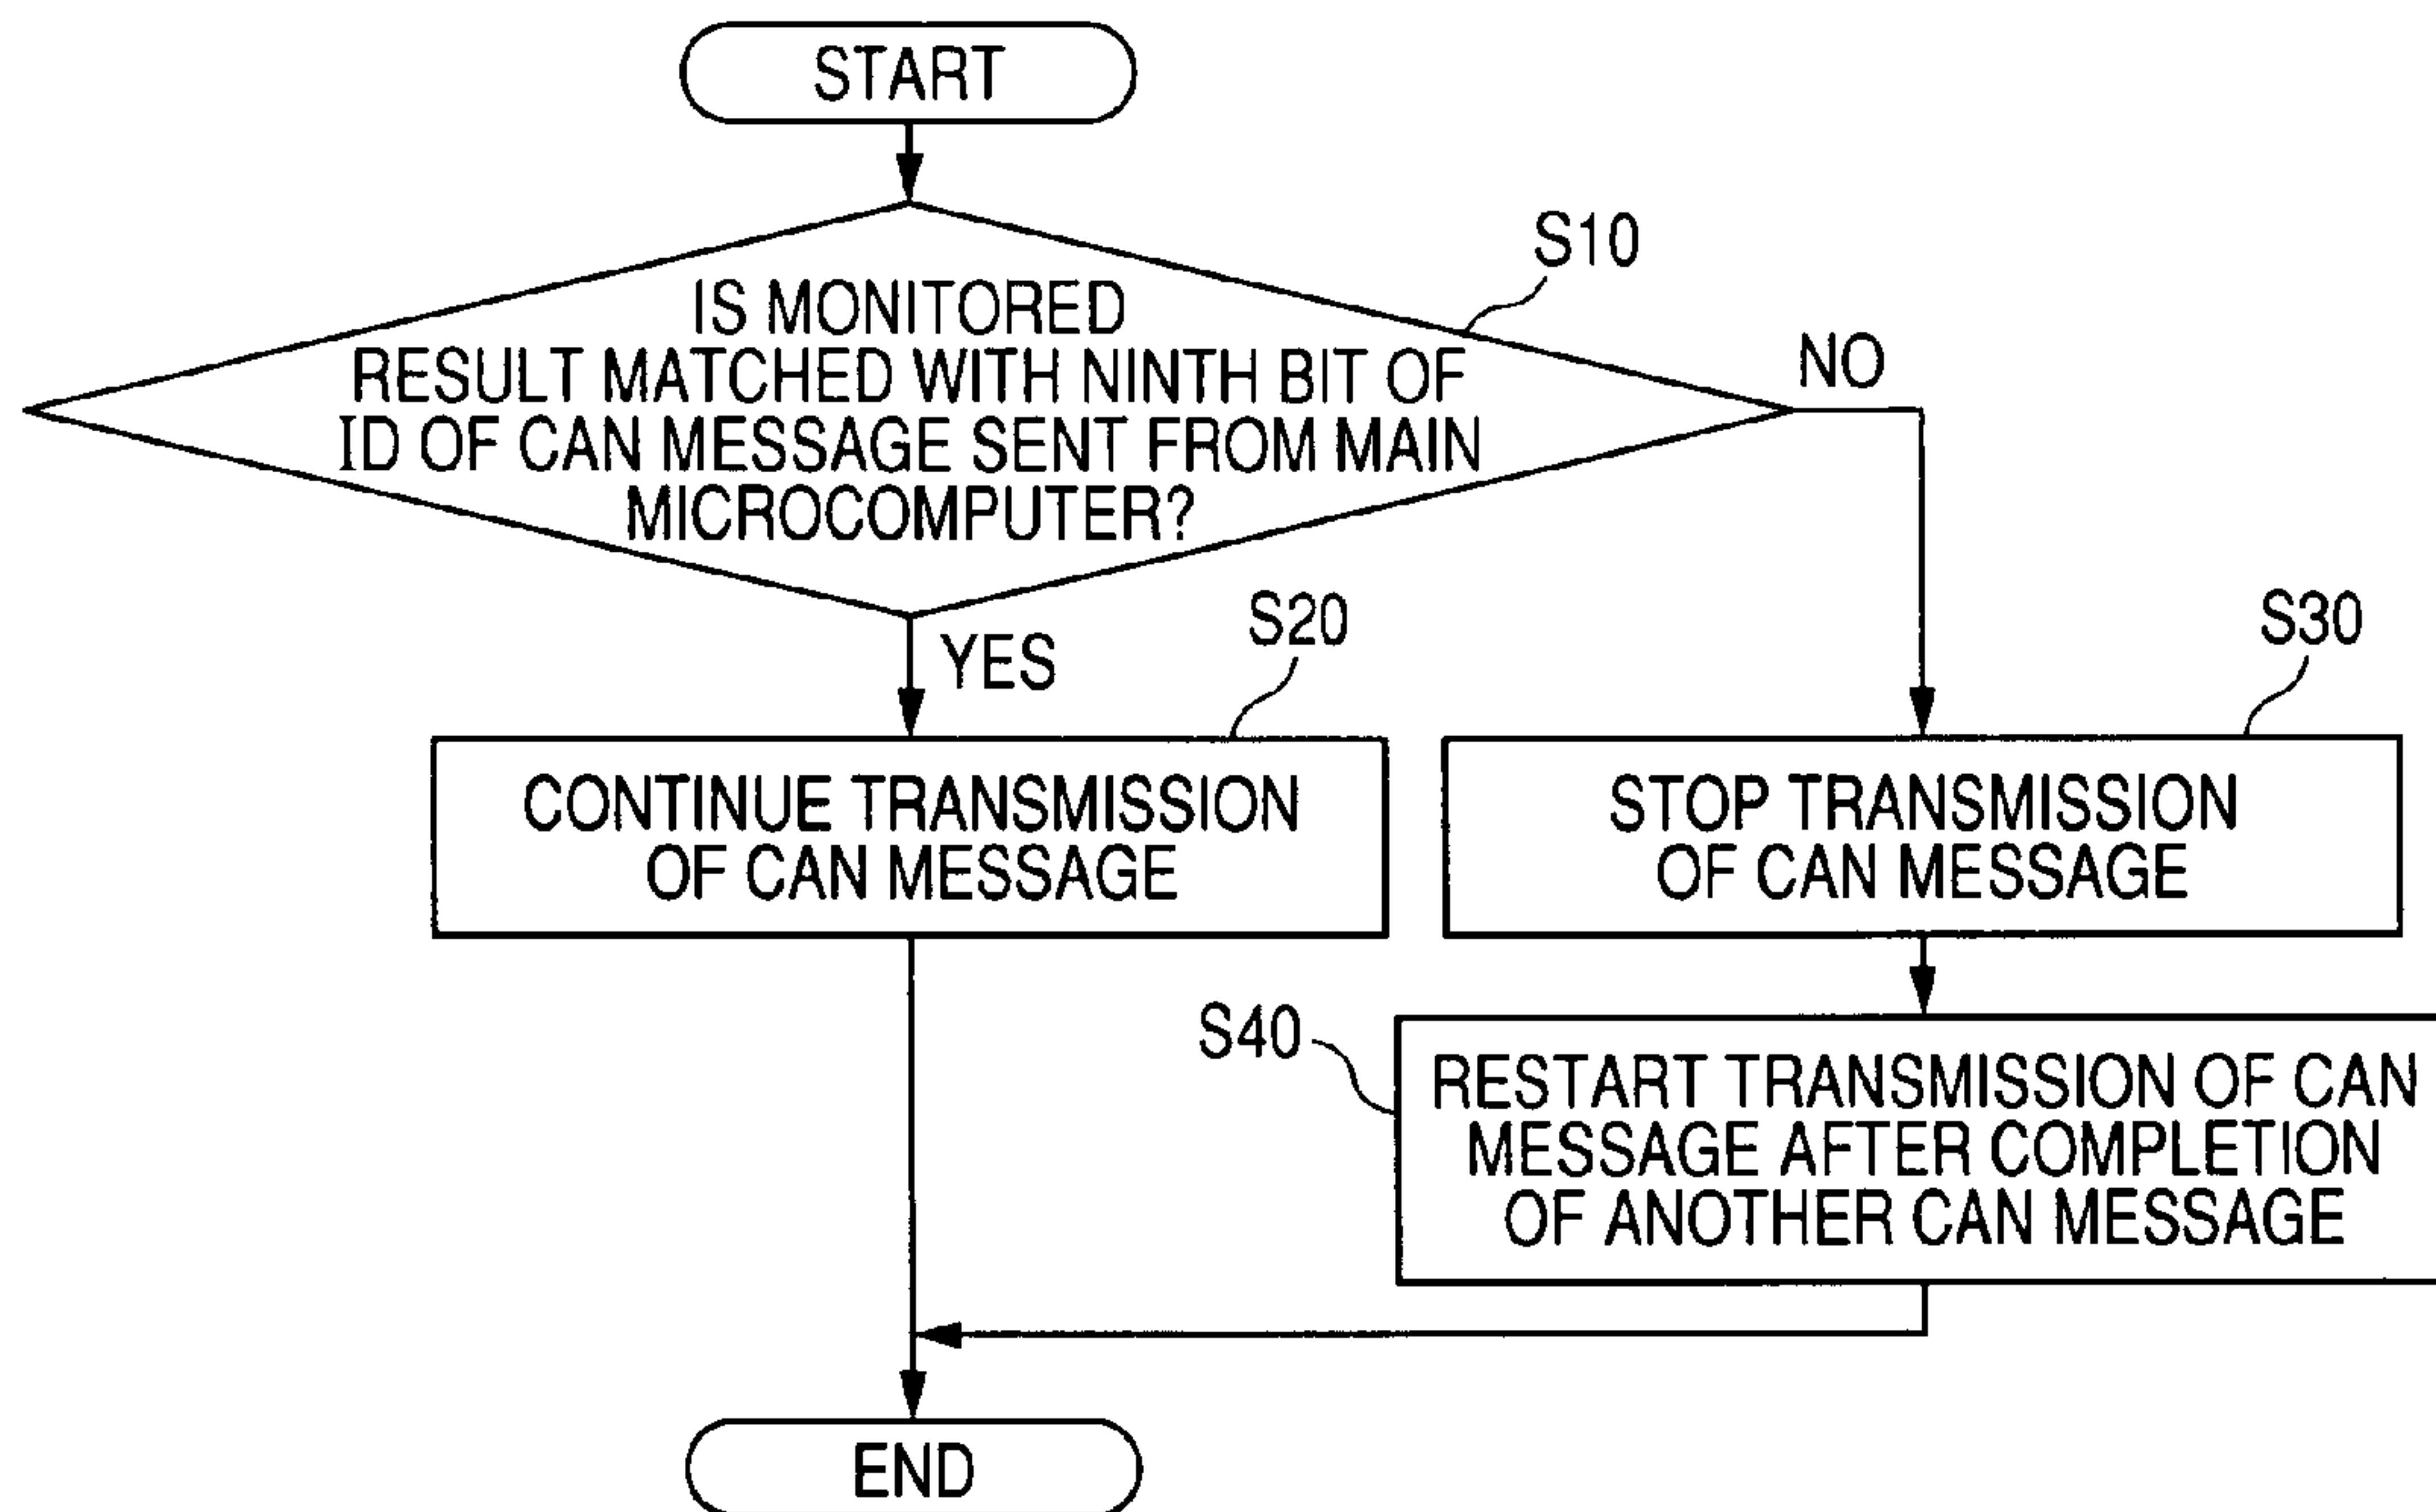 START
S10
IS MONITORED
RESULT MATCHED WITH NINTH BIT OF
ID OF CAN MESSAGE SENT FROM MAIN
MICROCOMPUTER?
NO
YES
S20
S30
CONTINUE TRANSMISSION
OF CAN MESSAGE
STOP TRANSMISSION
OF CAN MESSAGE
S40
RESTART TRANSMISSION OF CAN
MESSAGE AFTER COMPLETION
OF ANOTHER CAN MESSAGE
END